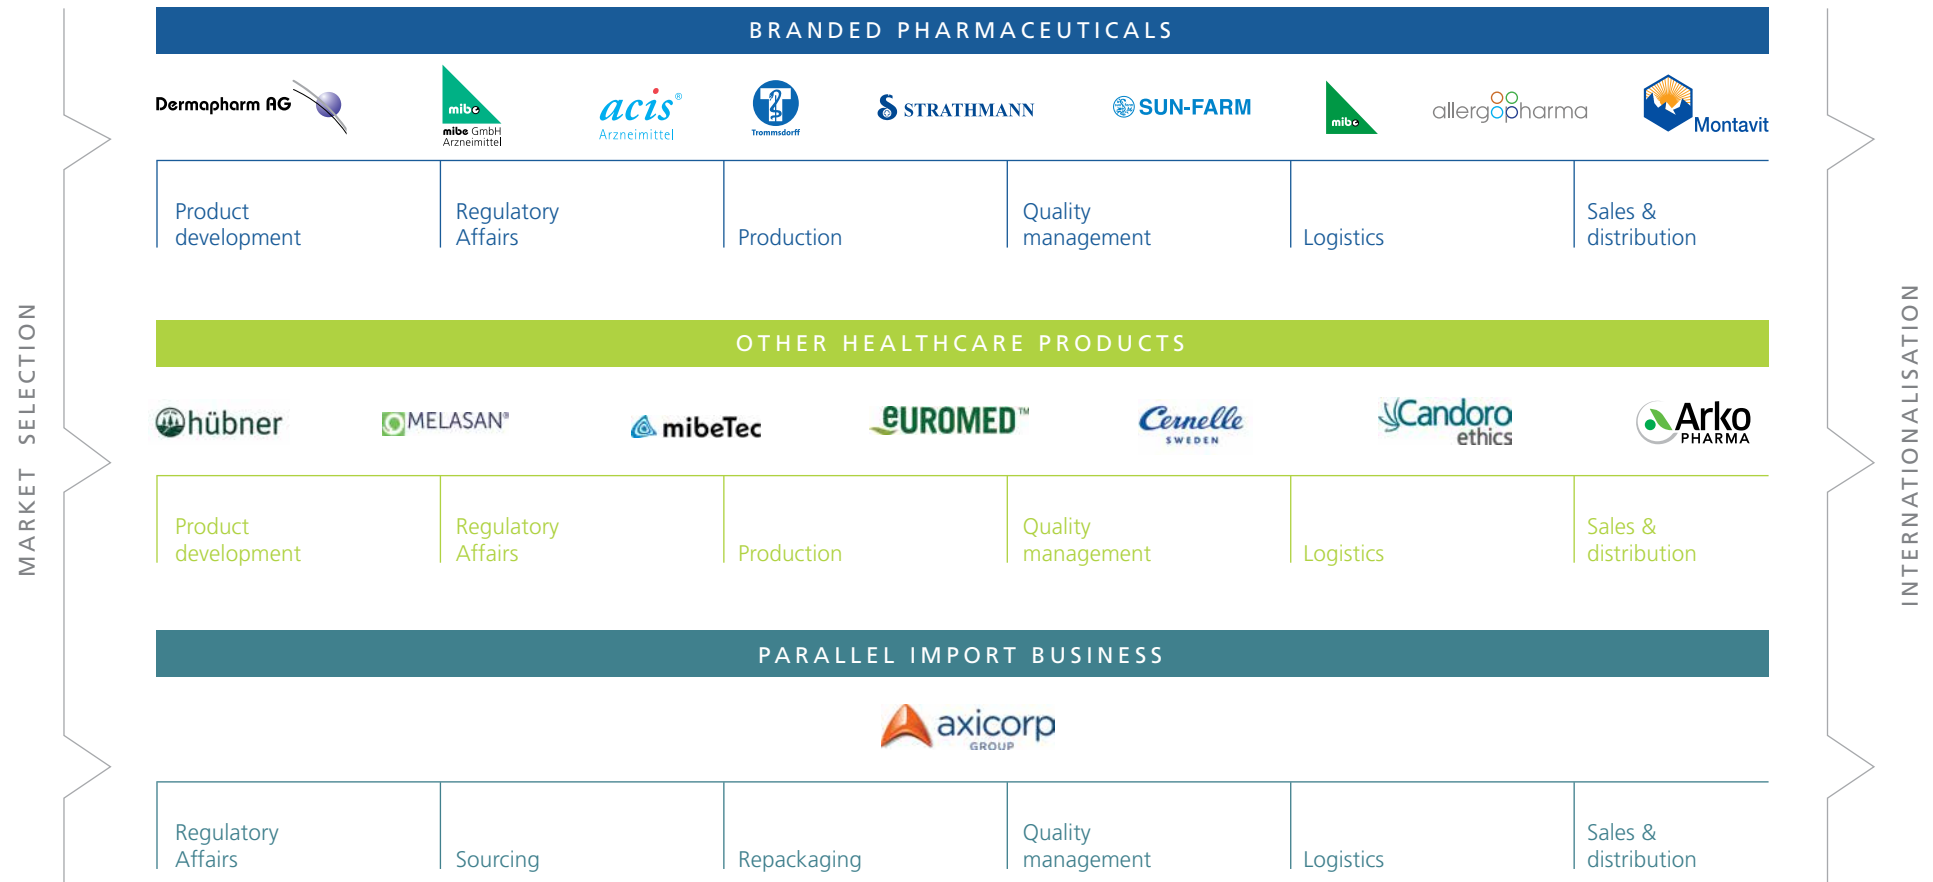 BRANDED PHARMACEUTICALS
Dermapharm AG
mibe
mibe GmbH
Arzneimittel
acis®
Arzneimittel
T
Trommsdorff
STRATHMANN
SUN-FARM
mibe
allergopharma
Montavit
Product
development
Regulatory
Affairs
Production
Quality
management
Logistics
Sales &
distribution
MARKET SELECTION
INTERNATIONALISATION
OTHER HEALTHCARE PRODUCTS
hübner
MELASAN®
mibeTec
EUROMED™
Cernelle
SWEDEN
Candoro
ethics
Arko
PHARMA
Product
development
Regulatory
Affairs
Production
Quality
management
Logistics
Sales &
distribution
PARALLEL IMPORT BUSINESS
axicorp
GROUP
Regulatory
Affairs
Sourcing
Repackaging
Quality
management
Logistics
Sales &
distribution